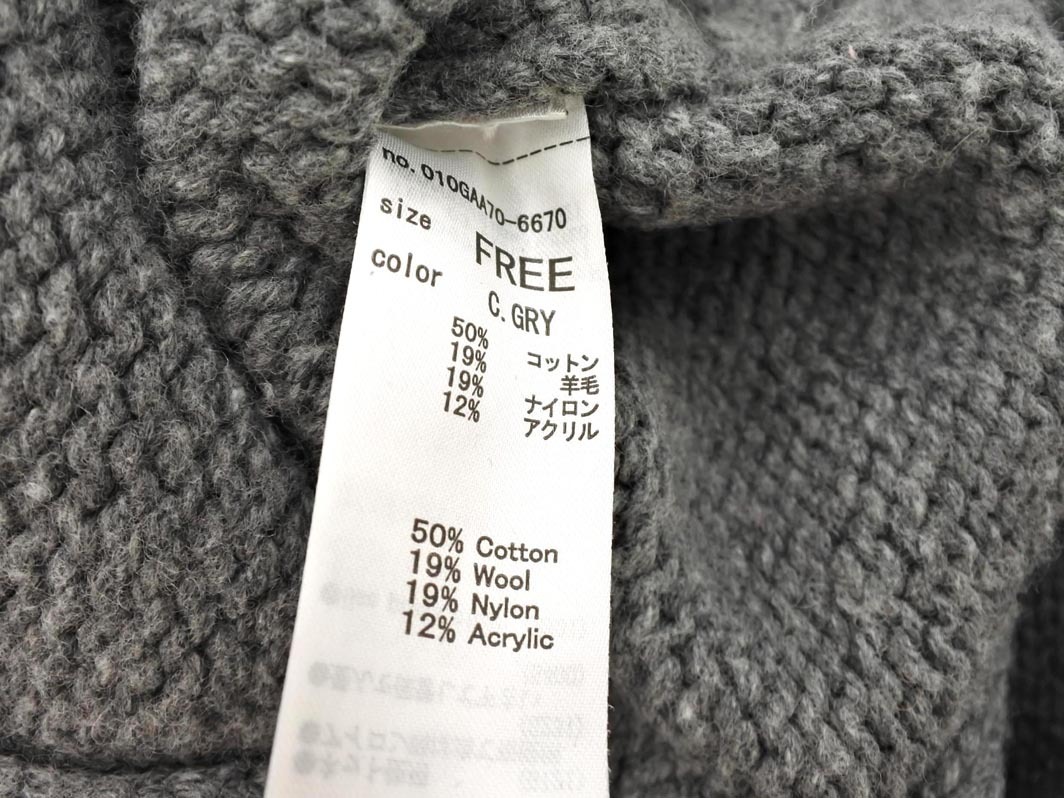 no. 010GAA70-6670
size FREE
color C.GRY
50% コットン
19% 羊毛
19% ナイロン
12% アクリル
50% Cotton
19% Wool
19% Nylon
12% Acrylic